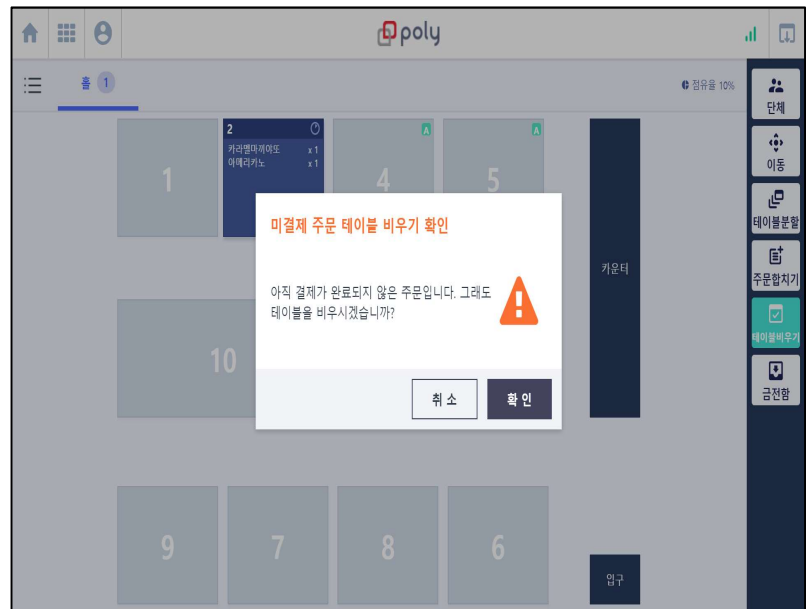 poly
홀 1
점유율 10%
단체
이동
테이블분할
주문합치기
테이블비우기
금전함
1
2
카라멜마끼야또 x 1
아메리카노 x 1
A
4
A
5
카운터
미결제 주문 테이블 비우기 확인
아직 결제가 완료되지 않은 주문입니다. 그래도
테이블을 비우시겠습니까?
취 소
확 인
10
9
7
8
6
입구